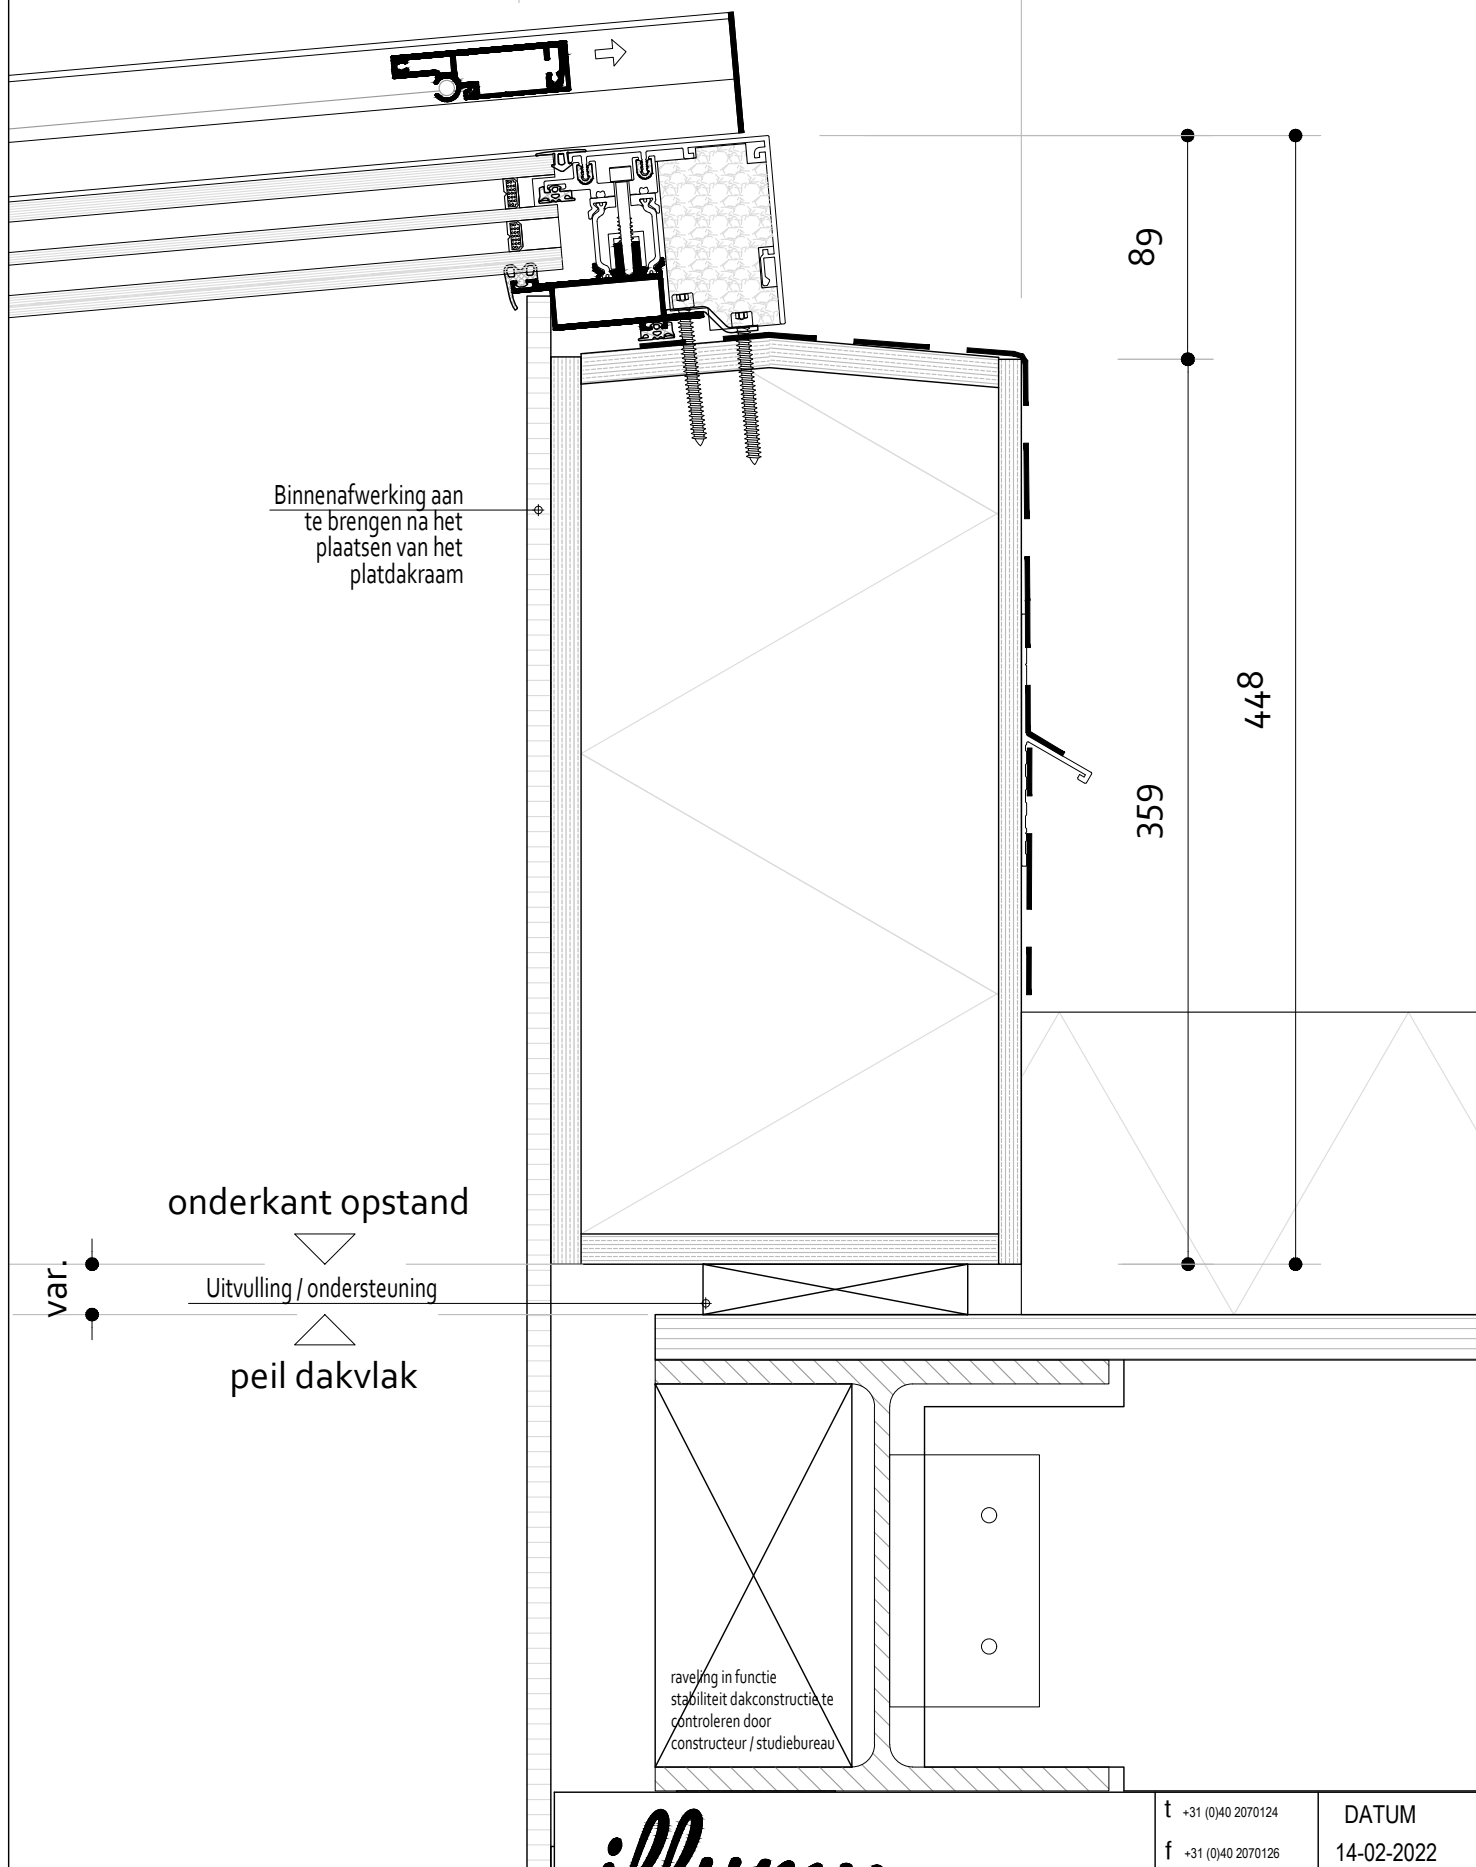 89
Binnenafwerking aan
te brengen na het
plaatsen van het
platdakraam
448
359
onderkant opstand
var.
Uitvulling / ondersteuning
peil dakvlak
raveling in functie
stabiliteit dakconstructie te
controleren door
constructeur / studiebureau
t +31 (0)40 2070124
DATUM
f +31 (0)40 2070126
14-02-2022